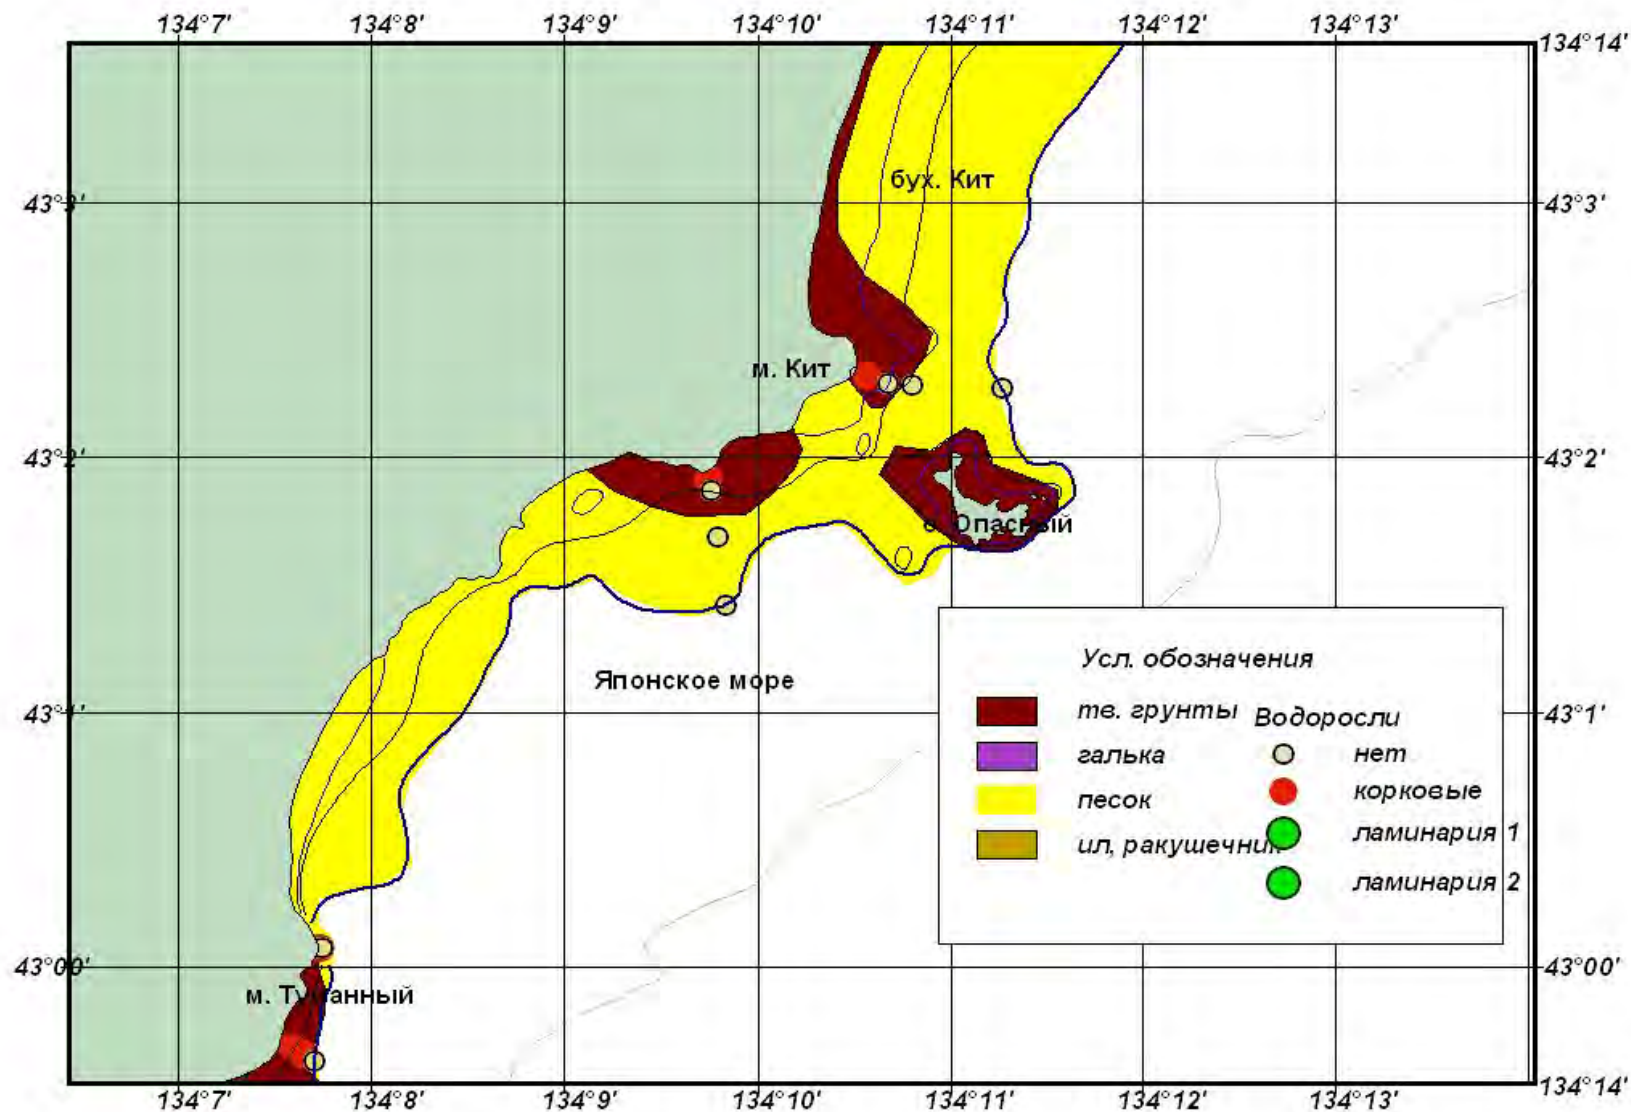 134°7' 134°8' 134°9' 134°10' 134°11' 134°12' 134°13'
134°14'
бух. Кит
43°3' 43°3'
м. Кит
43°2' 43°2'
о. Опасный
Японское море
Усл. обозначения
43°1' 43°1'
тв. грунты
галька
песок
ил, ракушечник
Водоросли
нет
корковые
ламинария 1
ламинария 2
43°00' 43°00'
м. Туманный
134°14'
134°7' 134°8' 134°9' 134°10' 134°11' 134°12' 134°13'